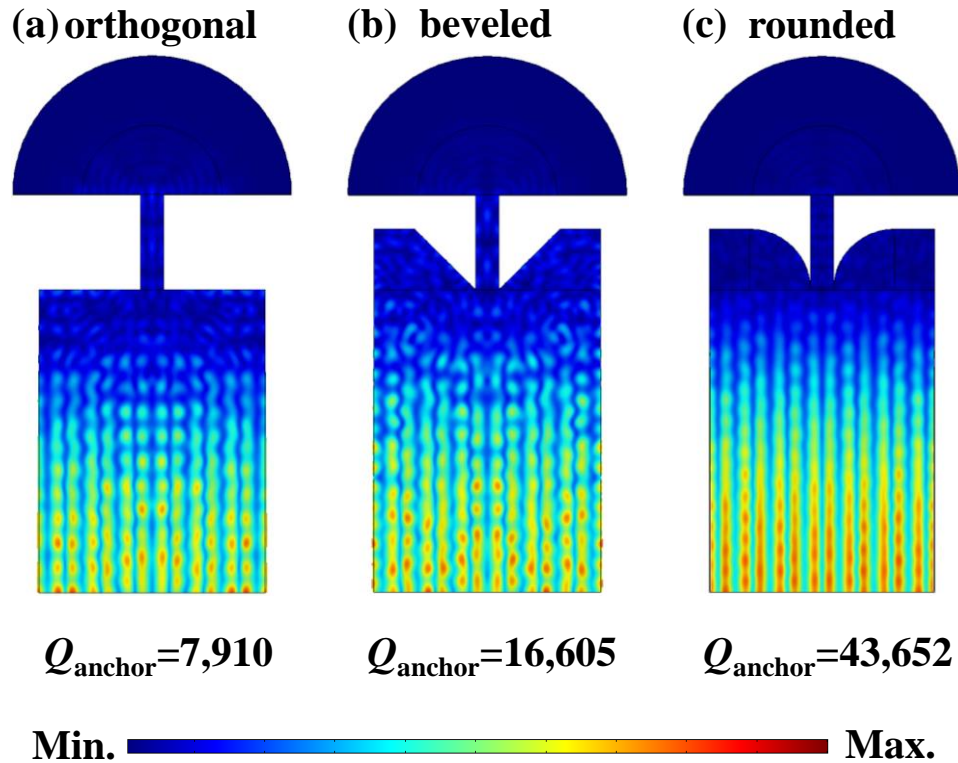 (a) orthogonal (b) beveled (c) rounded
Qanchor=7,910 Qanchor=16,605 Qanchor=43,652
Min. Max.